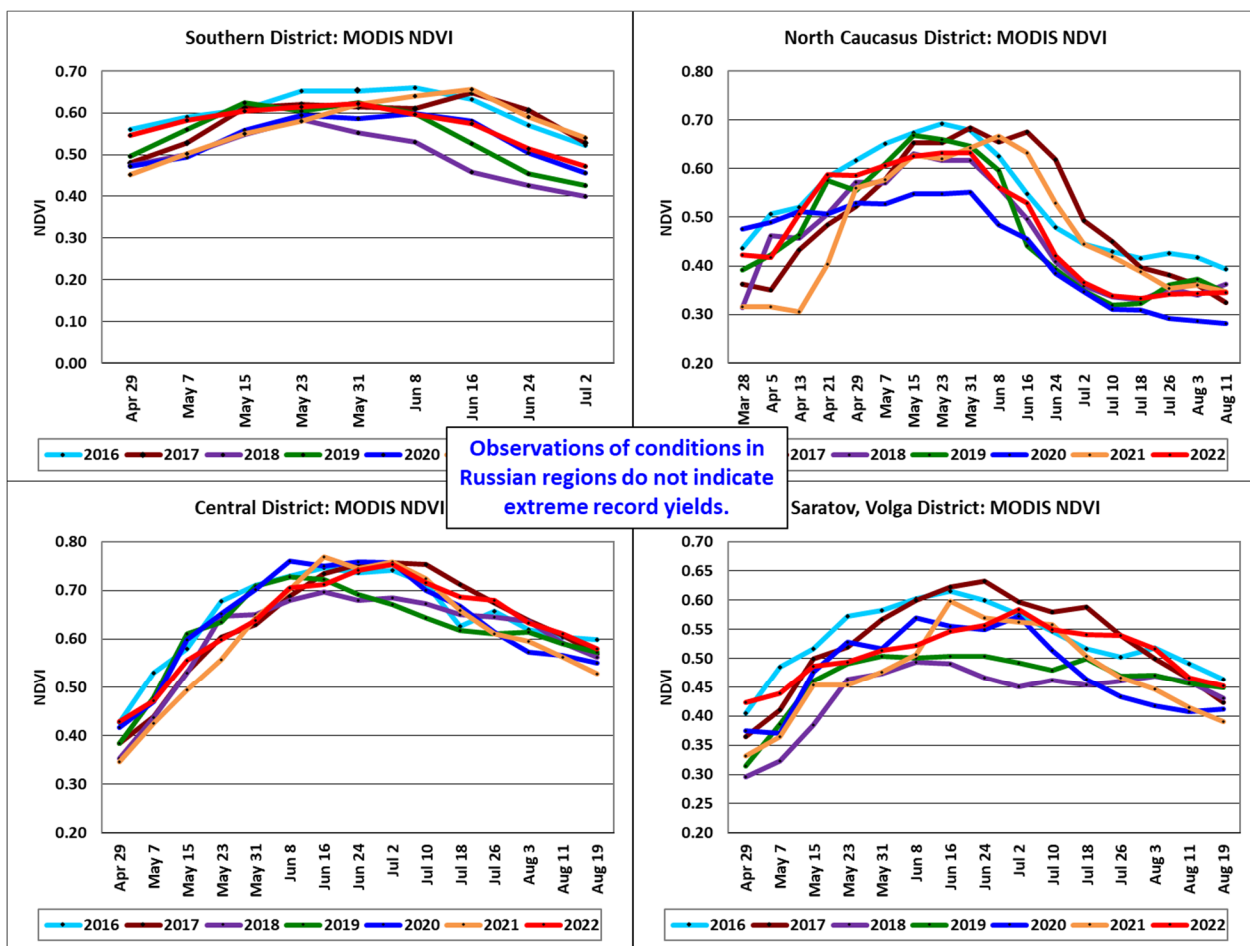 Southern District: MODIS NDVI
0.70
0.60
0.50
0.40
0.30
0.20
0.10
0.00
NDVI
Apr 29
May 7
May 15
May 23
May 31
Jun 8
Jun 16
Jun 24
Jul 2
2016 2017 2018 2019 2020
North Caucasus District: MODIS NDVI
0.80
0.70
0.60
0.50
0.40
0.30
0.20
NDVI
Mar 28
Apr 5
Apr 13
Apr 21
Apr 29
May 7
May 15
May 23
May 31
Jun 8
Jun 16
Jun 24
Jul 2
Jul 10
Jul 18
Jul 26
Aug 3
Aug 11
2017 2018 2019 2020 2021 2022
Observations of conditions in
Russian regions do not indicate
extreme record yields.
Central District: MODIS NDVI
0.80
0.70
0.60
0.50
0.40
0.30
0.20
NDVI
Apr 29
May 7
May 15
May 23
May 31
Jun 8
Jun 16
Jun 24
Jul 2
Jul 10
Jul 18
Jul 26
Aug 3
Aug 11
Aug 19
2016 2017 2018 2019 2020 2021 2022
Saratov, Volga District: MODIS NDVI
0.70
0.65
0.60
0.55
0.50
0.45
0.40
0.35
0.30
0.25
0.20
NDVI
Apr 29
May 7
May 15
May 23
May 31
Jun 8
Jun 16
Jun 24
Jul 2
Jul 10
Jul 18
Jul 26
Aug 3
Aug 11
Aug 19
2016 2017 2018 2019 2020 2021 2022